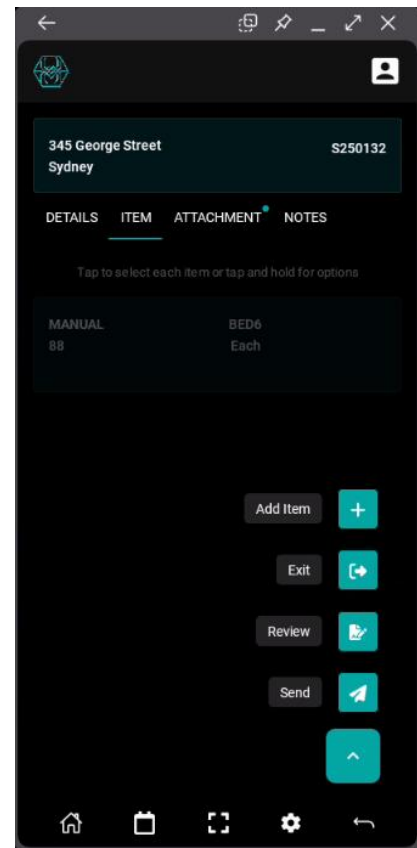 345 George Street
Sydney
S250132
DETAILS ITEM ATTACHMENT NOTES
Tap to select each item or tap and hold for options
MANUAL BED6
88 Each
Add Item
Exit
Review
Send